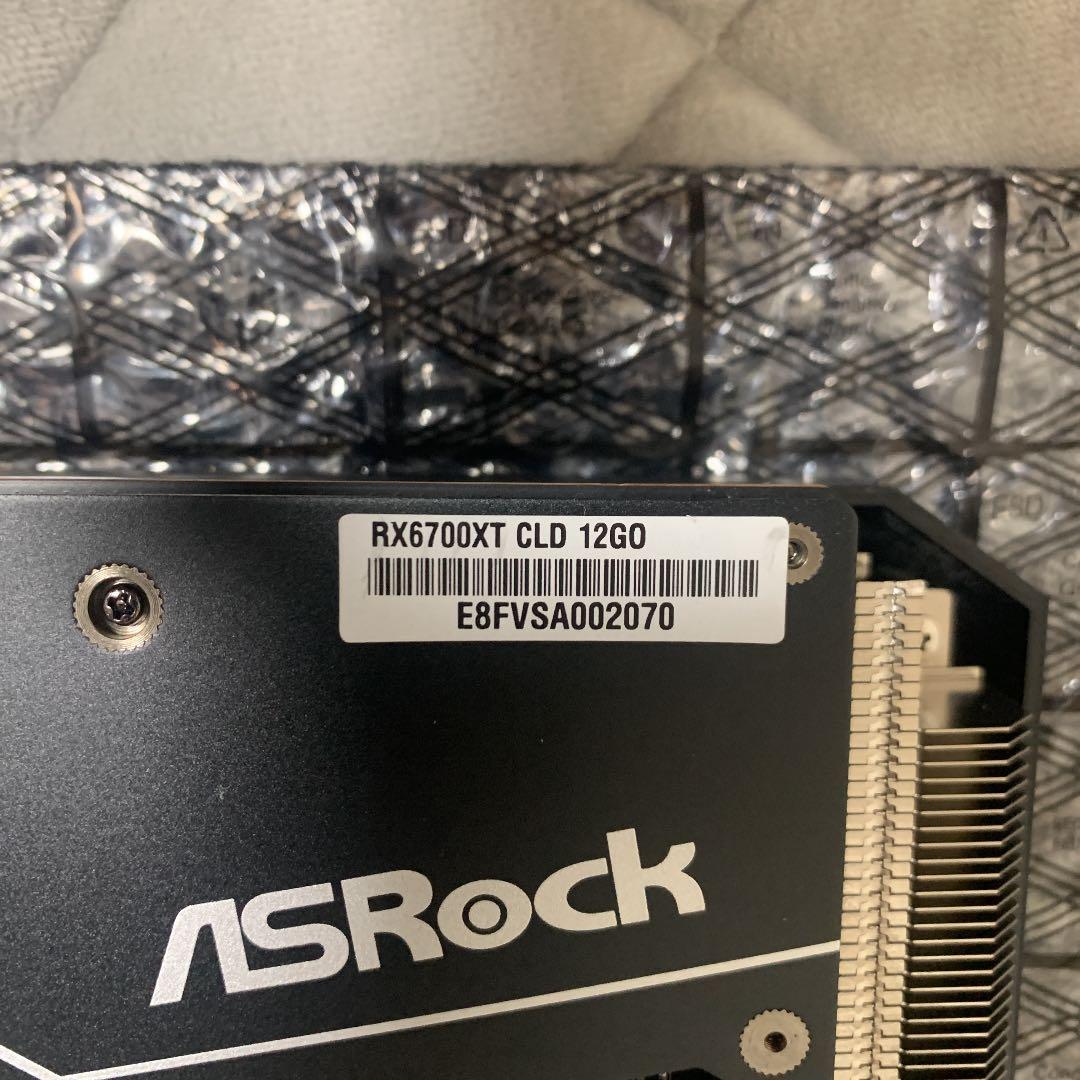 RX6700XT CLD 12GO
E8FVSA002070
ASRock